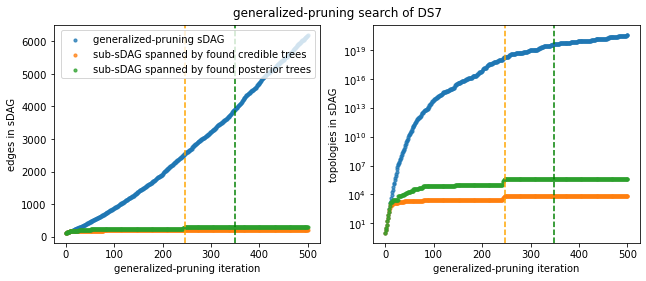 generalized-pruning search of DS7
generalized-pruning sDAG
sub-sDAG spanned by found credible trees
sub-sDAG spanned by found posterior trees
edges in sDAG
6000
5000
4000
3000
2000
1000
0
0 100 200 300 400 500
generalized-pruning iteration
topologies in sDAG
10^19
10^16
10^13
10^10
10^7
10^4
10^1
0 100 200 300 400 500
generalized-pruning iteration